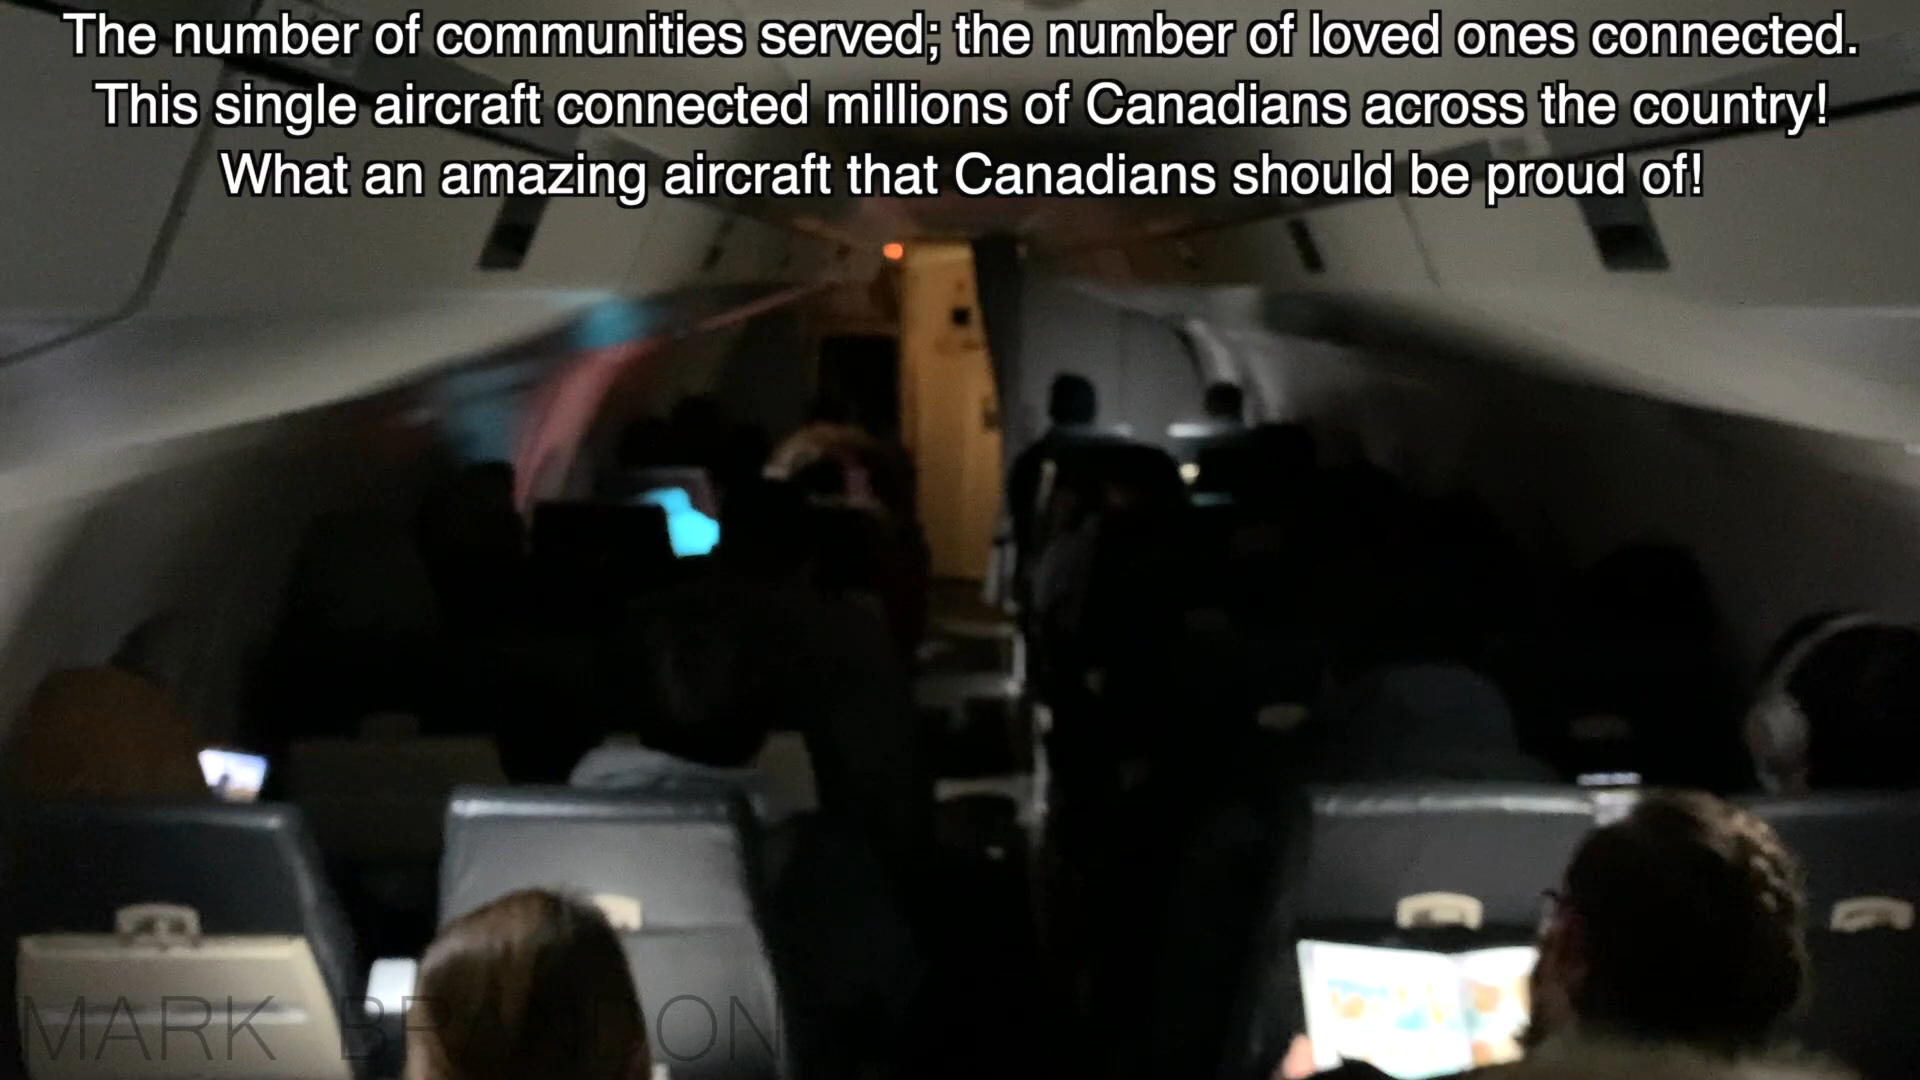 The number of communities served; the number of loved ones connected.
This single aircraft connected millions of Canadians across the country!
What an amazing aircraft that Canadians should be proud of!
MARK BRANDON